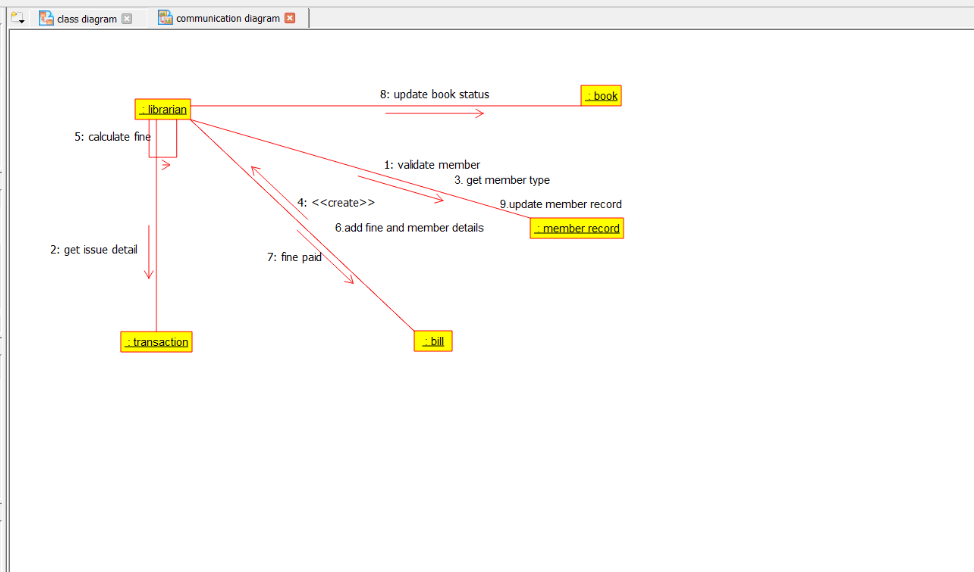 class diagram
communication diagram
8: update book status
: book
: librarian
5: calculate fine
1: validate member
3. get member type
4: <<create>>
9.update member record
6.add fine and member details
: member record
2: get issue detail
7: fine paid
: transaction
: bill